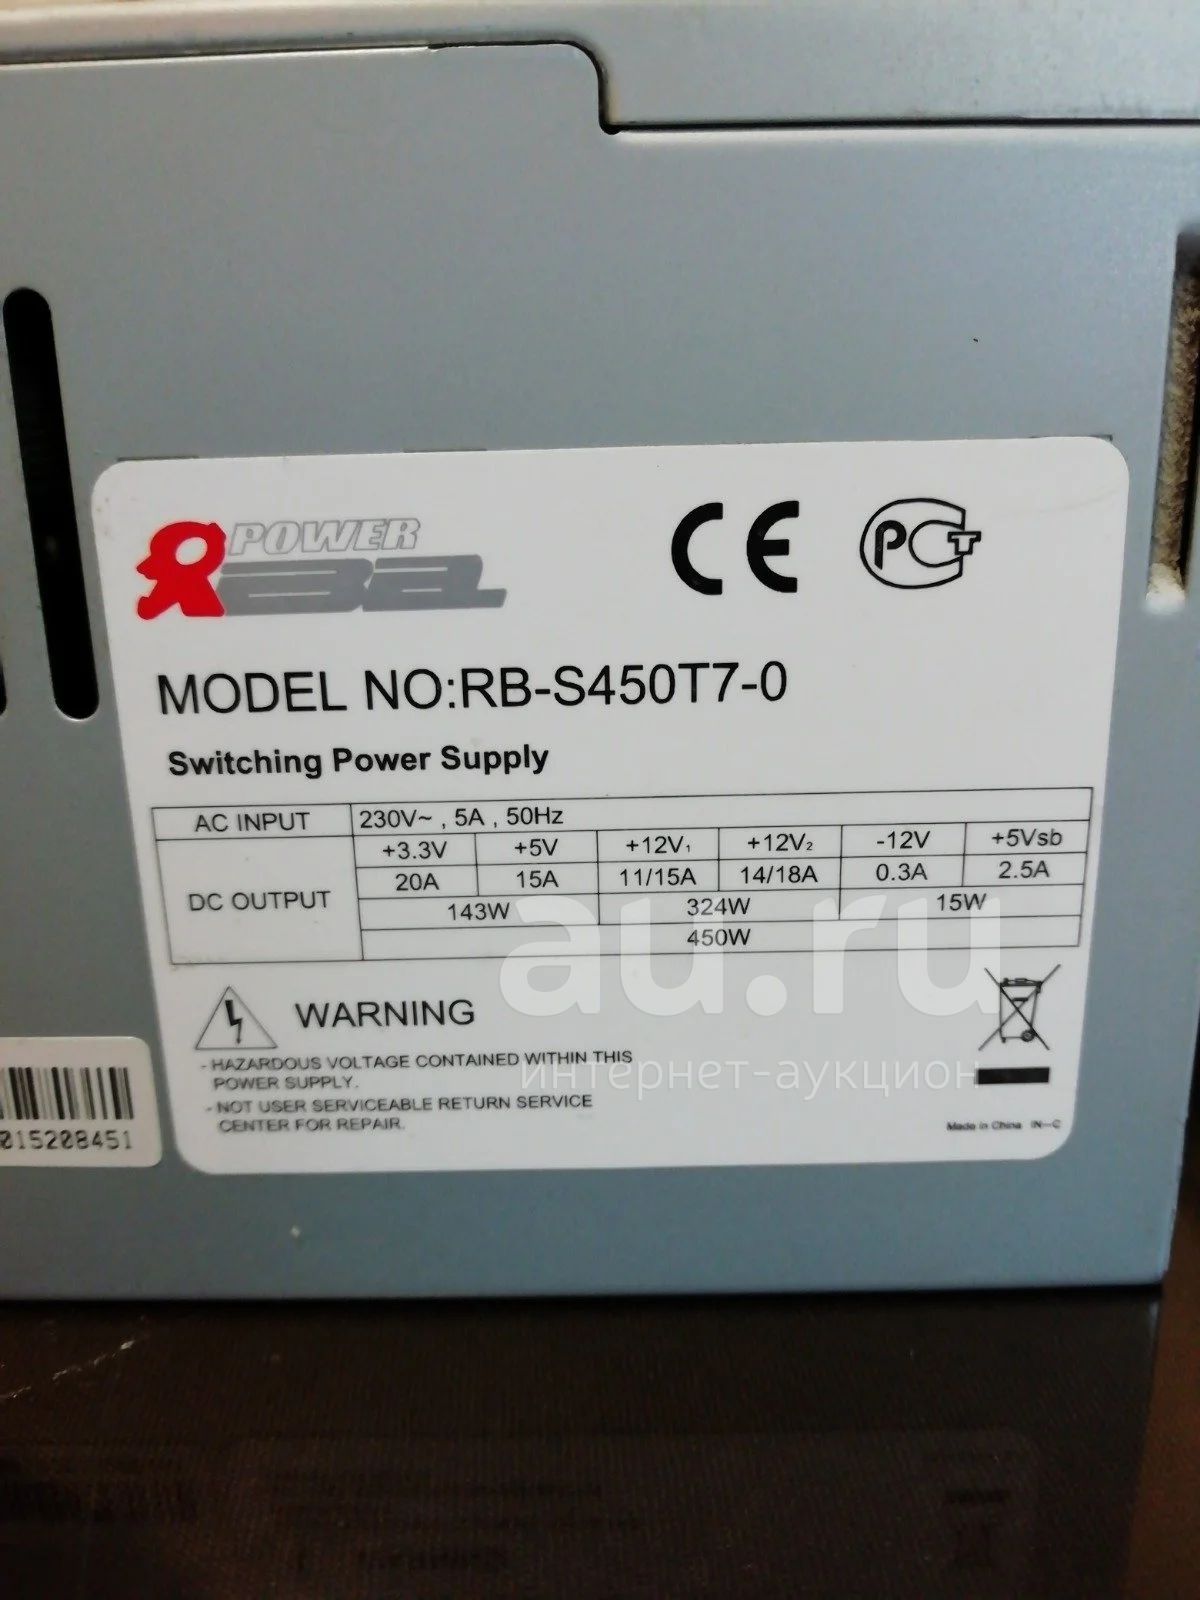 POWER
MODEL NO:RB-S450T7-0
Switching Power Supply
AC INPUT 230V~ , 5A , 50Hz
DC OUTPUT
+3.3V +5V +12V₁ +12V₂ -12V +5Vsb
20A 15A 11/15A 14/18A 0.3A 2.5A
143W 324W 15W
450W
au.ru
интернет-аукцион
WARNING
- HAZARDOUS VOLTAGE CONTAINED WITHIN THIS
POWER SUPPLY.
- NOT USER SERVICEABLE RETURN SERVICE
CENTER FOR REPAIR.
Made in China IN-C
015208451